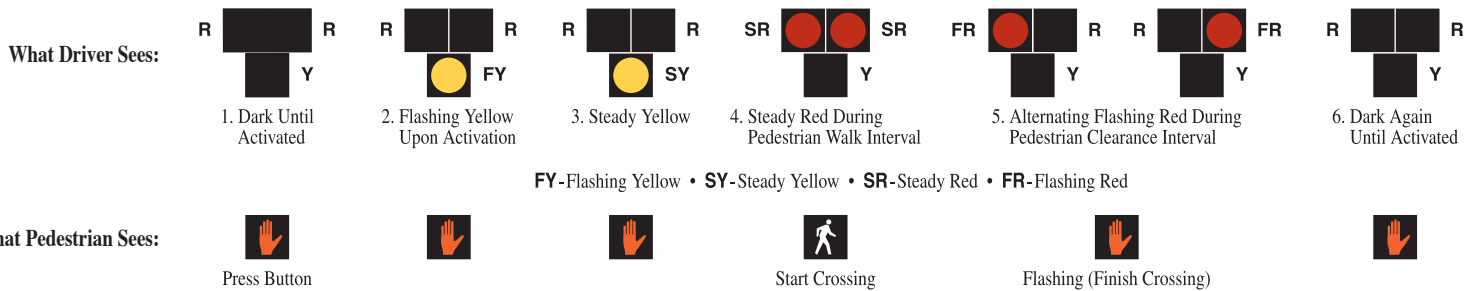 What Driver Sees:
R R Y
R R FY
R R SY
SR SR Y
FR R Y
R FR Y
R R Y
1. Dark Until
Activated
2. Flashing Yellow
Upon Activation
3. Steady Yellow
4. Steady Red During
Pedestrian Walk Interval
5. Alternating Flashing Red During
Pedestrian Clearance Interval
6. Dark Again
Until Activated
FY-Flashing Yellow • SY-Steady Yellow • SR-Steady Red • FR-Flashing Red
hat Pedestrian Sees:
Press Button
Start Crossing
Flashing (Finish Crossing)